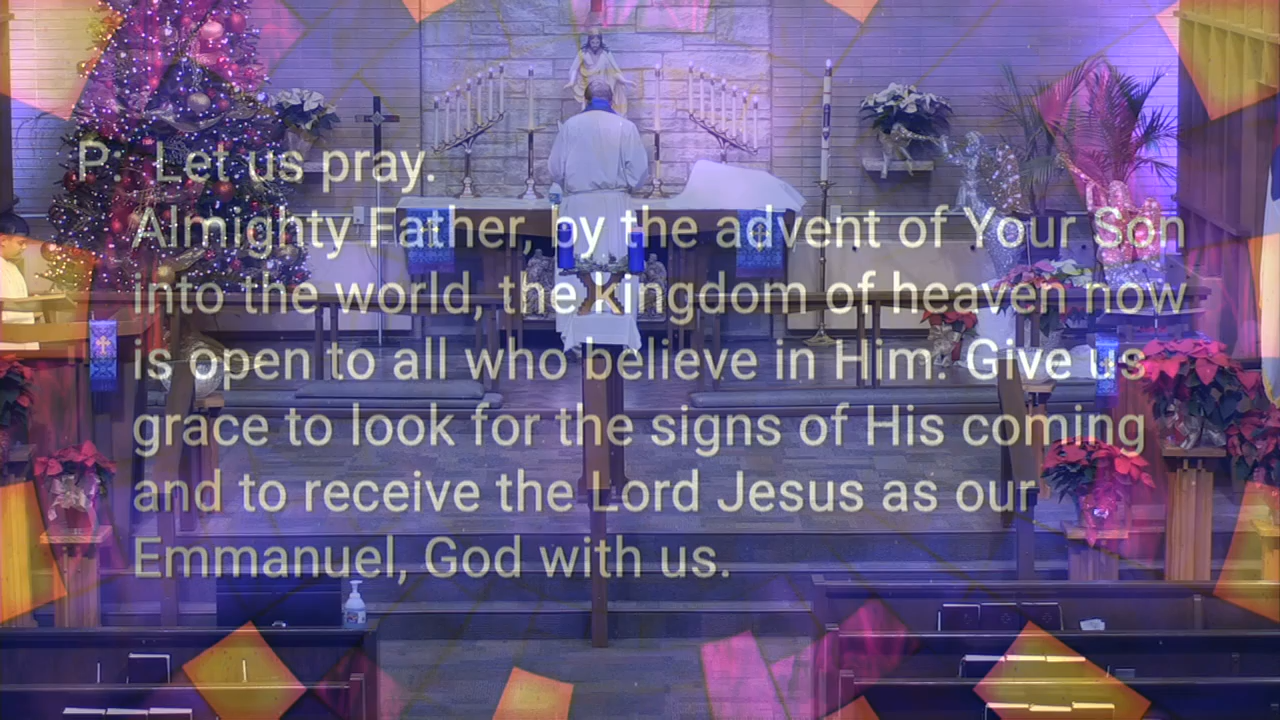 P: Let us pray.
Almighty Father, by the advent of Your Son
into the world, the kingdom of heaven now
is open to all who believe in Him. Give us
grace to look for the signs of His coming
and to receive the Lord Jesus as our
Emmanuel, God with us.